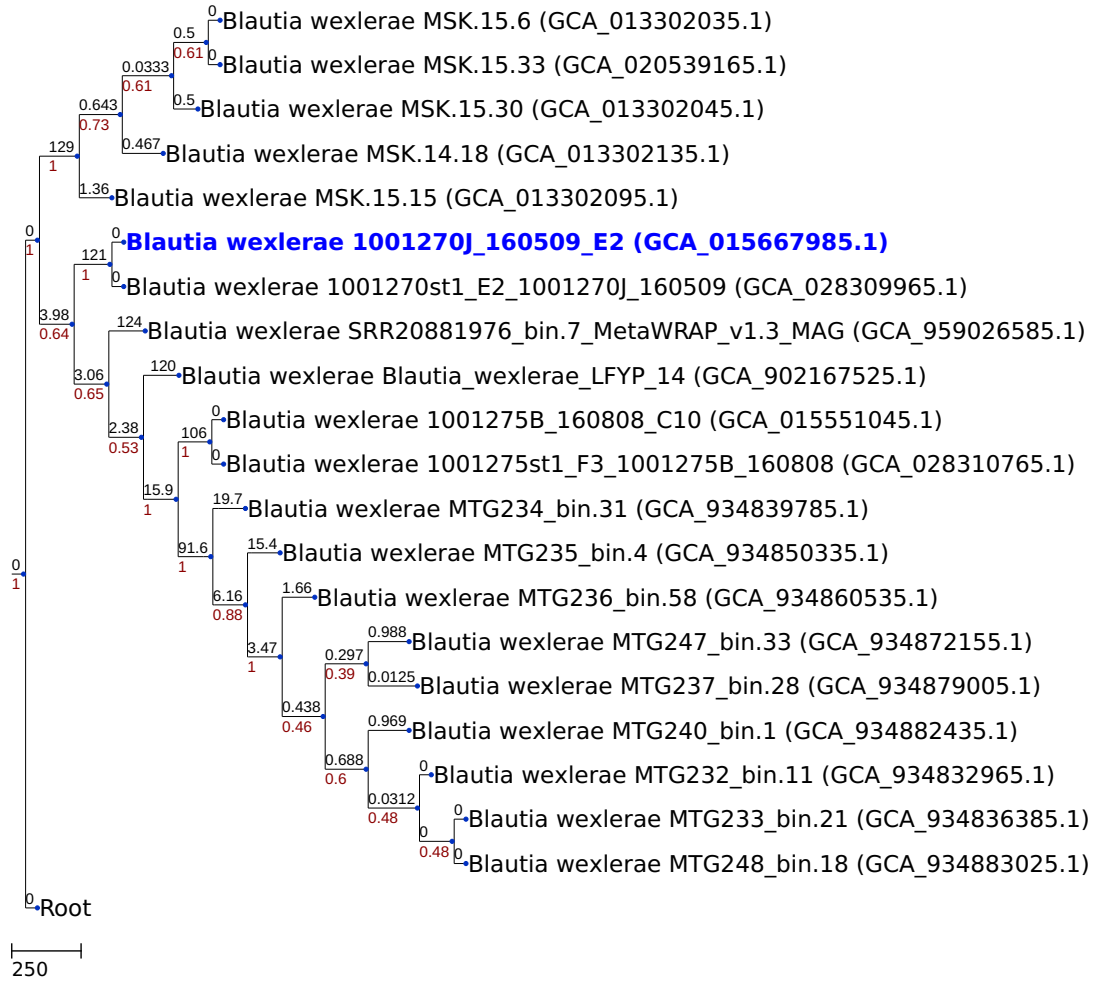 0
Blautia wexlerae MSK.15.6 (GCA_013302035.1)
0.5
0.61
0
Blautia wexlerae MSK.15.33 (GCA_020539165.1)
0.0333
0.61
0.5
Blautia wexlerae MSK.15.30 (GCA_013302045.1)
0.643
0.73
0.467
Blautia wexlerae MSK.14.18 (GCA_013302135.1)
129
1
1.36
Blautia wexlerae MSK.15.15 (GCA_013302095.1)
0
1
0
Blautia wexlerae 1001270J_160509_E2 (GCA_015667985.1)
121
1
0
Blautia wexlerae 1001270st1_E2_1001270J_160509 (GCA_028309965.1)
3.98
0.64
124
Blautia wexlerae SRR20881976_bin.7_MetaWRAP_v1.3_MAG (GCA_959026585.1)
3.06
0.65
120
Blautia wexlerae Blautia_wexlerae_LFYP_14 (GCA_902167525.1)
2.38
0.53
0
Blautia wexlerae 1001275B_160808_C10 (GCA_015551045.1)
106
1
0
Blautia wexlerae 1001275st1_F3_1001275B_160808 (GCA_028310765.1)
15.9
1
19.7
Blautia wexlerae MTG234_bin.31 (GCA_934839785.1)
91.6
1
15.4
Blautia wexlerae MTG235_bin.4 (GCA_934850335.1)
6.16
0.88
1.66
Blautia wexlerae MTG236_bin.58 (GCA_934860535.1)
3.47
1
0.988
Blautia wexlerae MTG247_bin.33 (GCA_934872155.1)
0.297
0.39
0.0125
Blautia wexlerae MTG237_bin.28 (GCA_934879005.1)
0.438
0.46
0.969
Blautia wexlerae MTG240_bin.1 (GCA_934882435.1)
0.688
0.6
0
Blautia wexlerae MTG232_bin.11 (GCA_934832965.1)
0.0312
0.48
0
Blautia wexlerae MTG233_bin.21 (GCA_934836385.1)
0
0.48
0
Blautia wexlerae MTG248_bin.18 (GCA_934883025.1)
0
1
0
Root
250